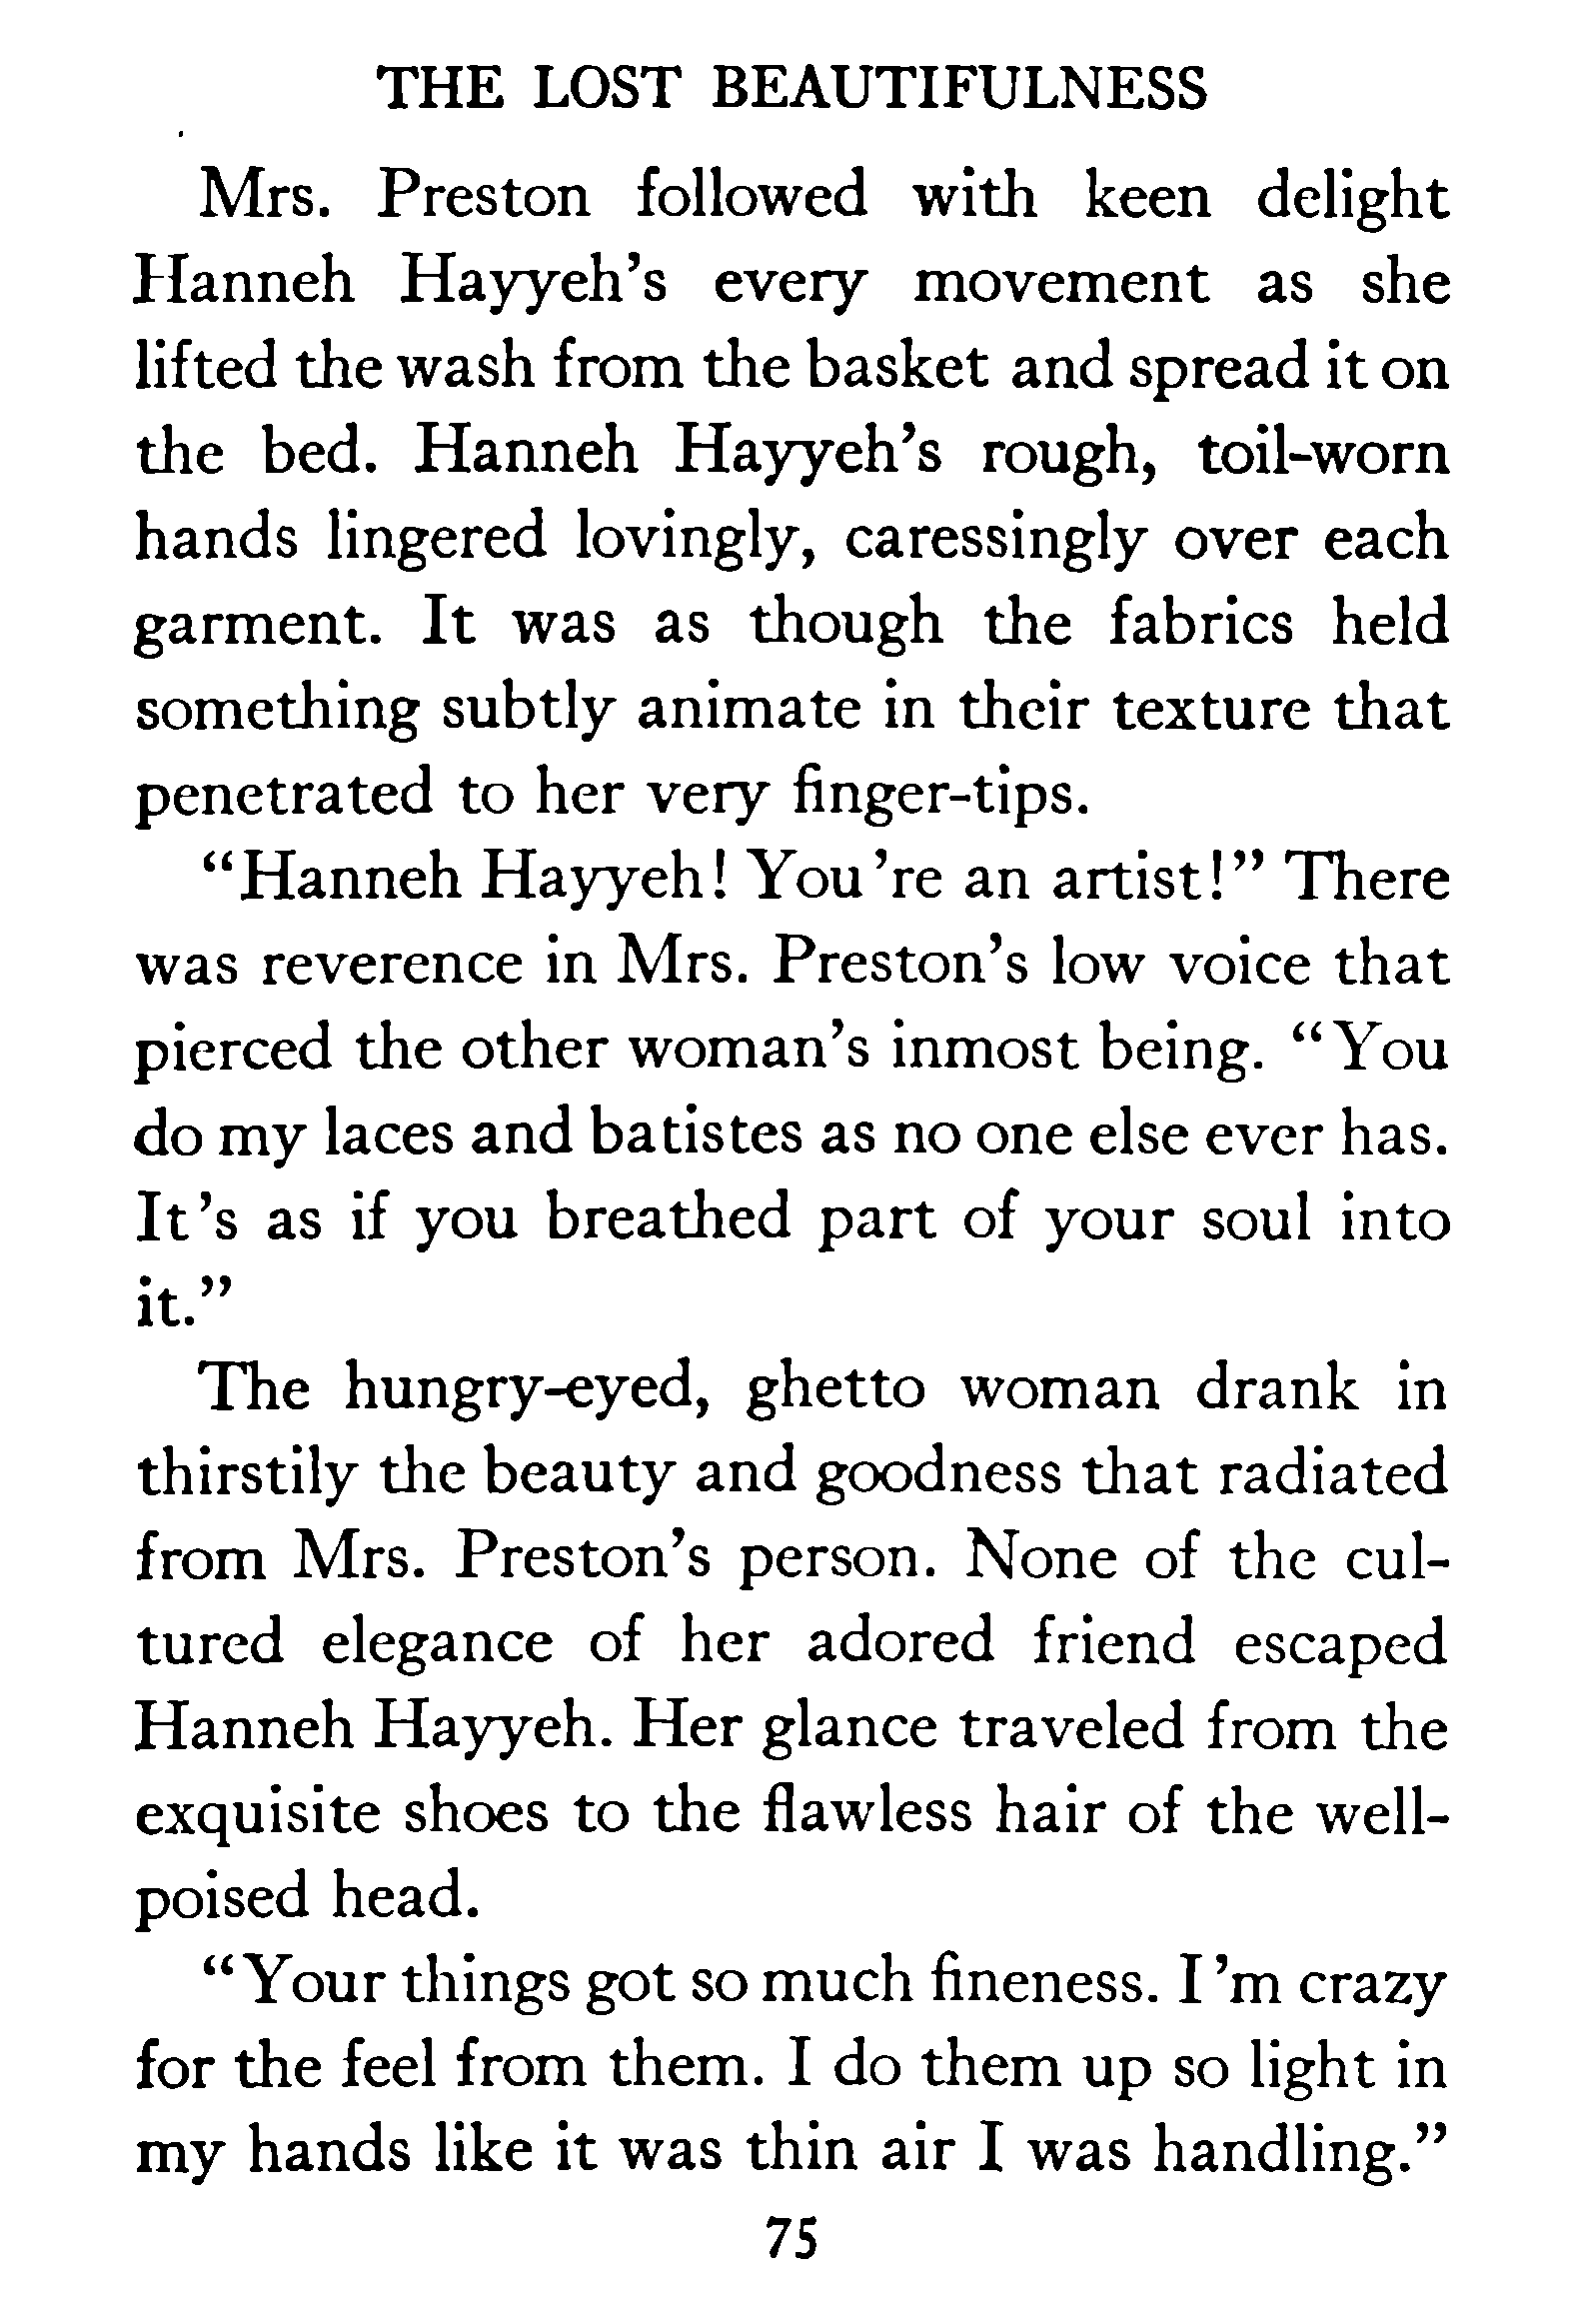 THE LOST BEAUTIFULNESS
Mrs. Preston followed with keen delight
Hanneh Hayyeh's every movement as she
lifted the wash from the basket and spread it on
the bed. Hanneh Hayyeh's rough, toil-worn
hands lingered lovingly, caressingly over each
garment. It was as though the fabrics held
something subtly animate in their texture that
penetrated to her very finger-tips.
“Hanneh Hayyeh! You 're an artist!” There
was reverence in Mrs. Preston's low voice that
pierced the other woman's inmost being. “You
do my laces and batistes as no one else ever has.
It 's as if you breathed part of your soul into
it.”
The hungry-eyed, ghetto woman drank in
thirstily the beauty and goodness that radiated
from Mrs. Preston's person. None of the cul-
tured elegance of her adored friend escaped
Hanneh Hayyeh. Her glance traveled from the
exquisite shoes to the flawless hair of the well-
poised head.
“Your things got so much fineness. I 'm crazy
for the feel from them. I do them up so light in
my hands like it was thin air I was handling.”
75